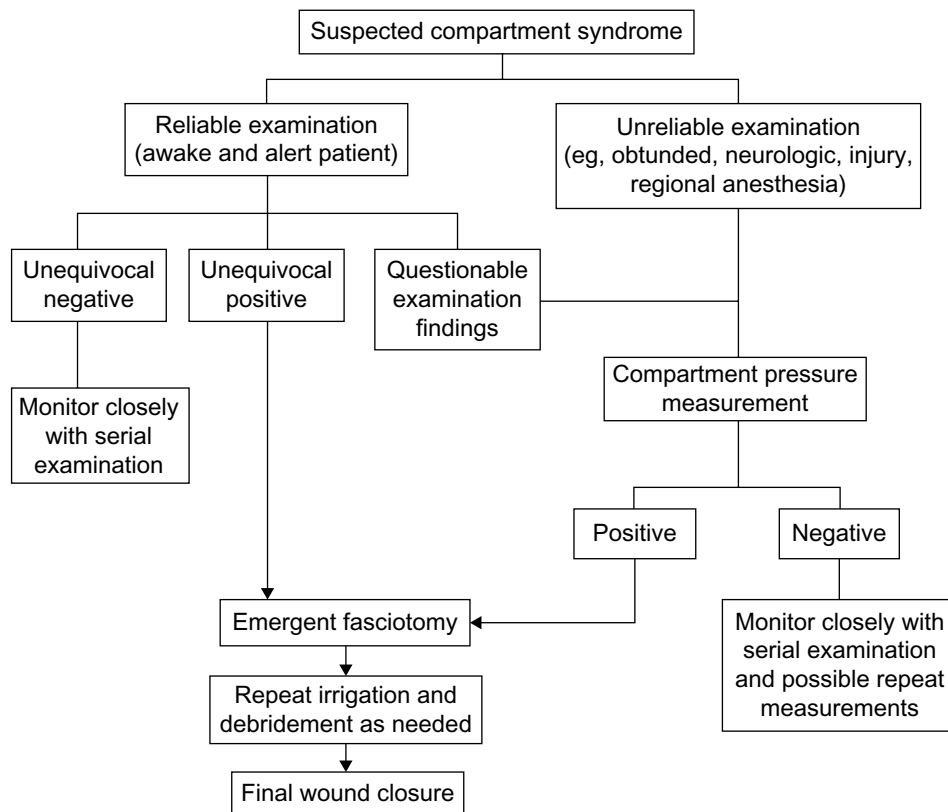 Suspected compartment syndrome
Reliable examination
(awake and alert patient)
Unreliable examination
(eg, obtunded, neurologic, injury,
regional anesthesia)
Unequivocal
negative
Unequivocal
positive
Questionable
examination
findings
Compartment pressure
measurement
Monitor closely
with serial
examination
Positive
Negative
Emergent fasciotomy
Monitor closely with
serial examination
and possible repeat
measurements
Repeat irrigation and
debridement as needed
Final wound closure